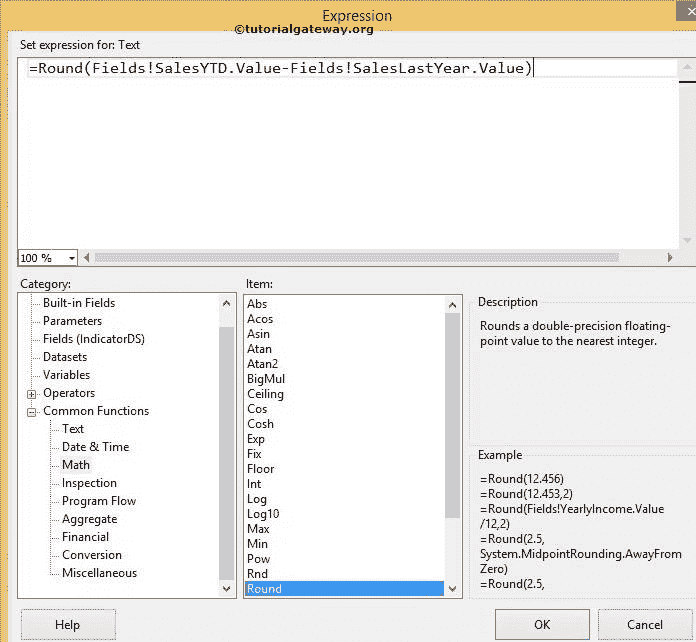 Expression
©tutorialgateway.org
Set expression for: Text
=Round(Fields!SalesYTD.Value-Fields!SalesLastYear.Value)
100 %
Category:
Built-in Fields
Parameters
Fields (IndicatorDS)
Datasets
Variables
Operators
Common Functions
Text
Date & Time
Math
Inspection
Program Flow
Aggregate
Financial
Conversion
Miscellaneous
Item:
Abs
Acos
Asin
Atan
Atan2
BigMul
Ceiling
Cos
Cosh
Exp
Fix
Floor
Int
Log
Log10
Max
Min
Pow
Rnd
Round
Description
Rounds a double-precision floating-
point value to the nearest integer.
Example
=Round(12.456)
=Round(12.453,2)
=Round(Fields!YearlyIncome.Value
/12,2)
=Round(2.5,
System.MidpointRounding.AwayFrom
Zero)
=Round(2.5,
Help
OK
Cancel